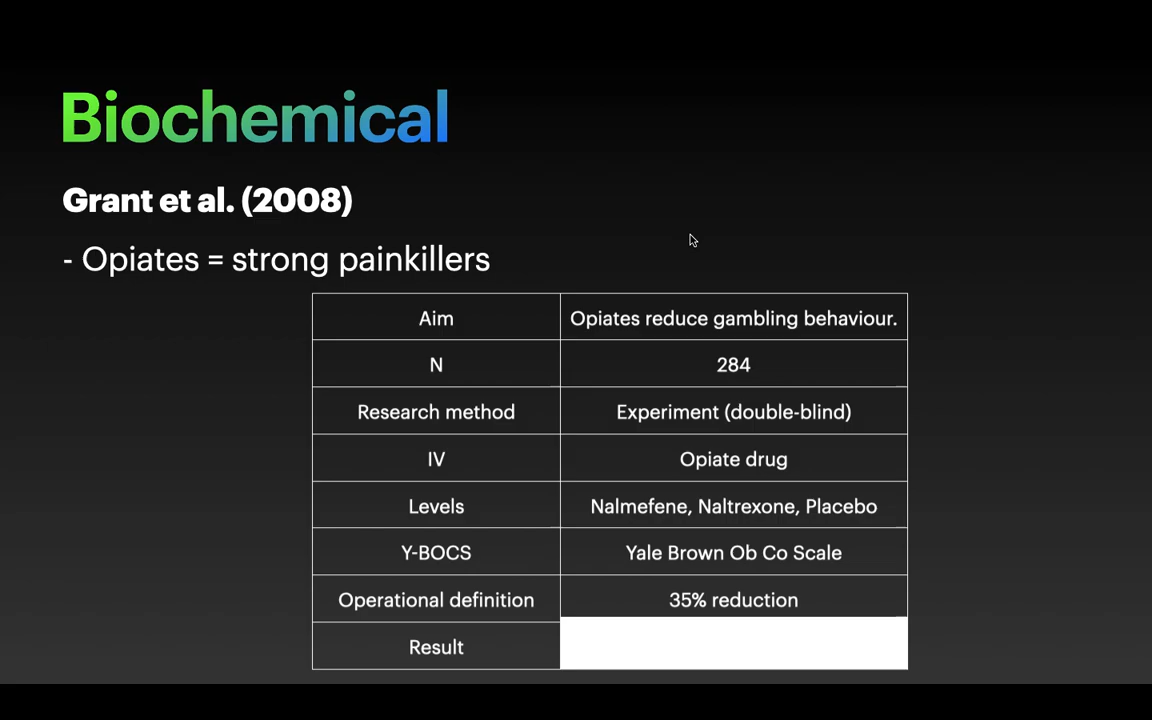 Biochemical
Grant et al. (2008)
- Opiates = strong painkillers
Aim Opiates reduce gambling behaviour.
N 284
Research method Experiment (double-blind)
IV Opiate drug
Levels Nalmefene, Naltrexone, Placebo
Y-BOCS Yale Brown Ob Co Scale
Operational definition 35% reduction
Result